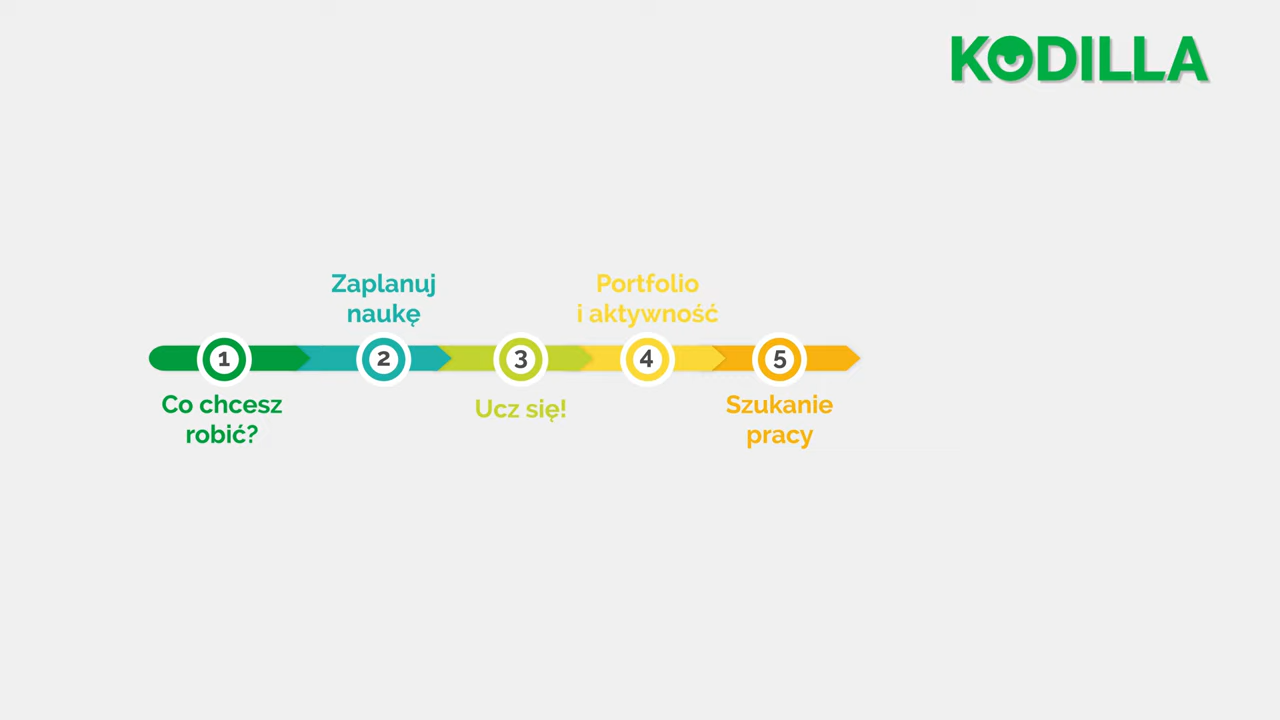 KODILLA
Zaplanuj
naukę
Portfolio
i aktywność
1
2
3
4
5
Co chcesz
robić?
Ucz się!
Szukanie
pracy